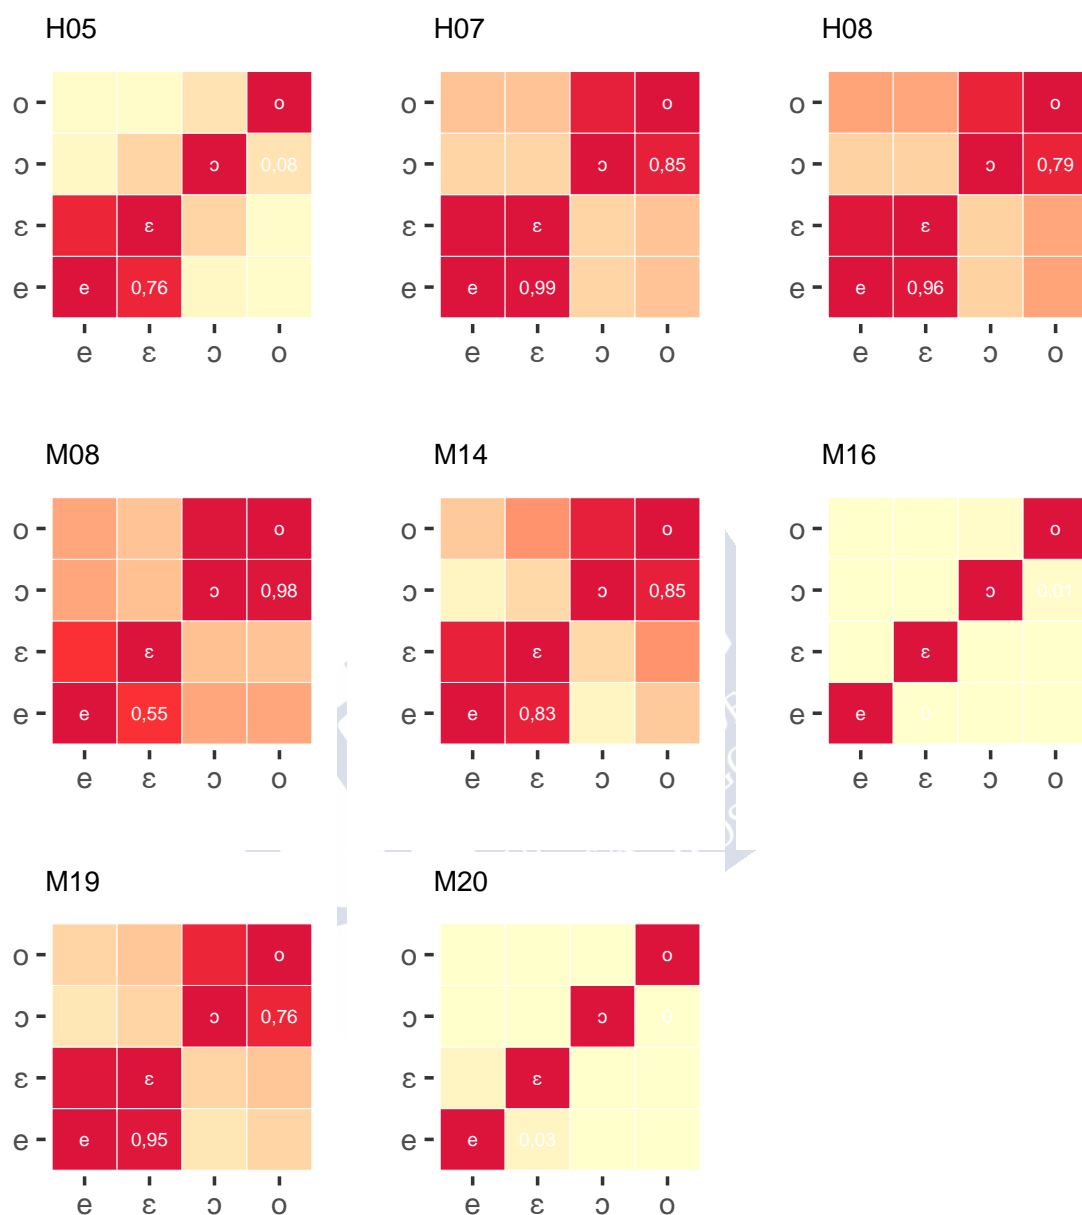 H05 H07 H08
o o o o o o
ɔ ɔ 0,08 ɔ ɔ 0,85 ɔ ɔ 0,79
ɛ ɛ ɛ ɛ ɛ ɛ
e e 0,76 e e 0,99 e e 0,96
e ɛ ɔ o e ɛ ɔ o e ɛ ɔ o
M08 M14 M16
o o o o o o
ɔ ɔ 0,98 ɔ ɔ 0,85 ɔ ɔ 0,01
ɛ ɛ ɛ ɛ ɛ ɛ
e e 0,55 e e 0,83 e e 0
e ɛ ɔ o e ɛ ɔ o e ɛ ɔ o
M19 M20
o o o o
ɔ ɔ 0,76 ɔ ɔ 0
ɛ ɛ ɛ ɛ
e e 0,95 e e 0,03
e ɛ ɔ o e ɛ ɔ o